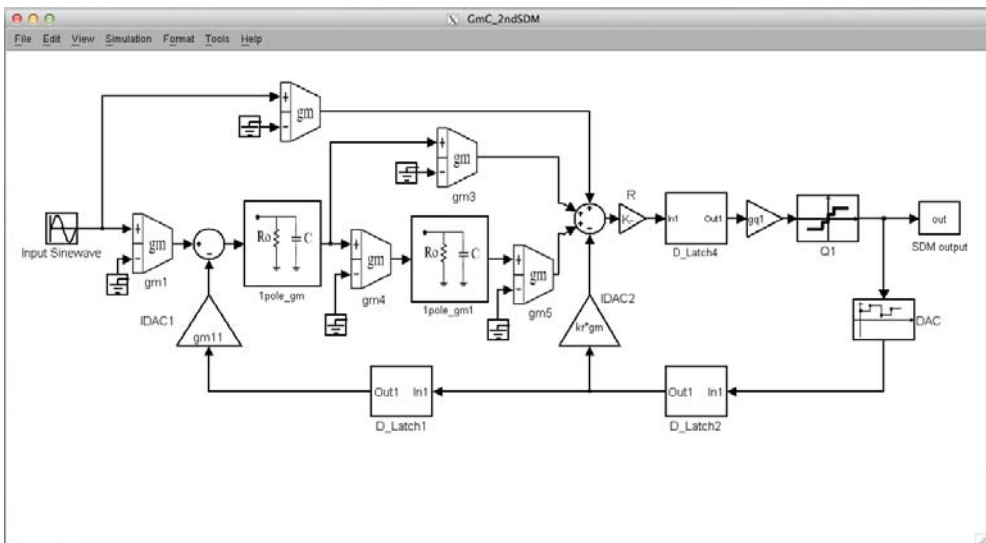 GmC_2ndSDM
File Edit View Simulation Format Tools Help
gm
gm
gm3
R
K-
In1 Out1
D_Latch4
gq1
Q1
out
SDM output
Input Sinewave
gm
gm1
Ro C
1pole_gm
gm
gm4
Ro C
1pole_gm1
gm
gm5
IDAC1
gm11
IDAC2
kr*gm
DAC
Out1 In1
D_Latch1
Out1 In1
D_Latch2